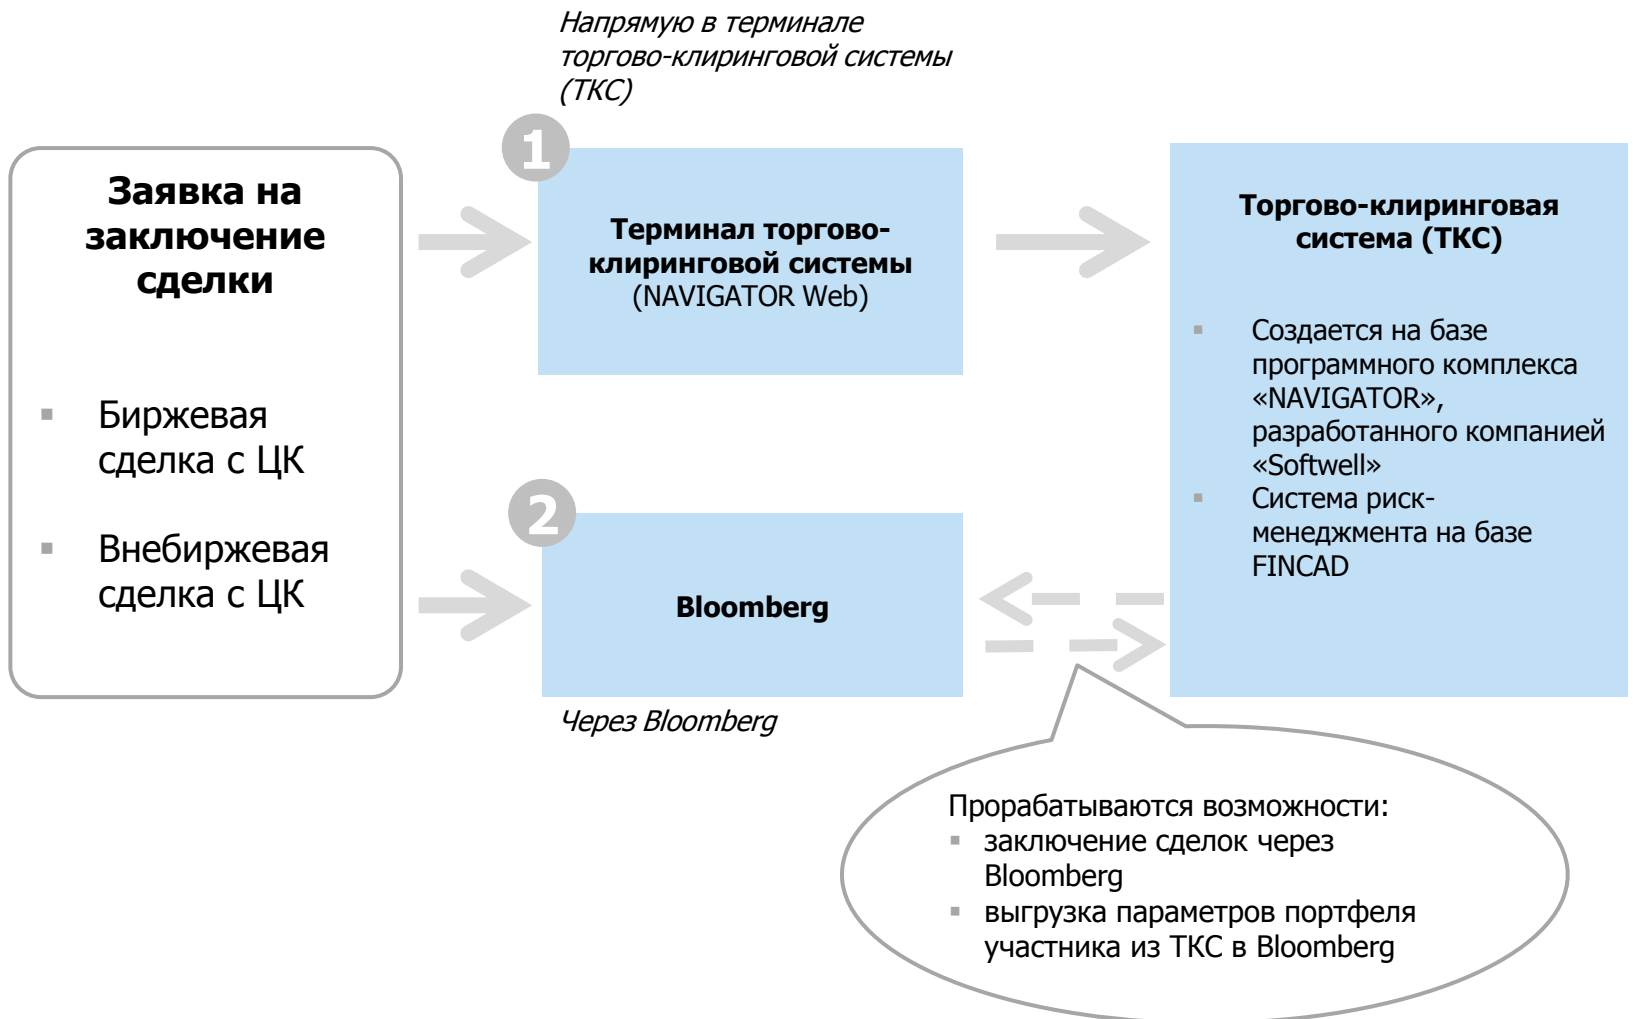 Напрямую в терминале
торгово-клиринговой системы
(ТКС)
Заявка на
заключение
сделки
▪ Биржевая
сделка с ЦК
▪ Внебиржевая
сделка с ЦК
1
Терминал торгово-
клиринговой системы
(NAVIGATOR Web)
2
Bloomberg
Через Bloomberg
Торгово-клиринговая
система (ТКС)
▪ Создается на базе
программного комплекса
«NAVIGATOR»,
разработанного компанией
«Softwell»
▪ Система риск-
менеджмента на базе
FINCAD
Прорабатываются возможности:
▪ заключение сделок через
Bloomberg
▪ выгрузка параметров портфеля
участника из ТКС в Bloomberg